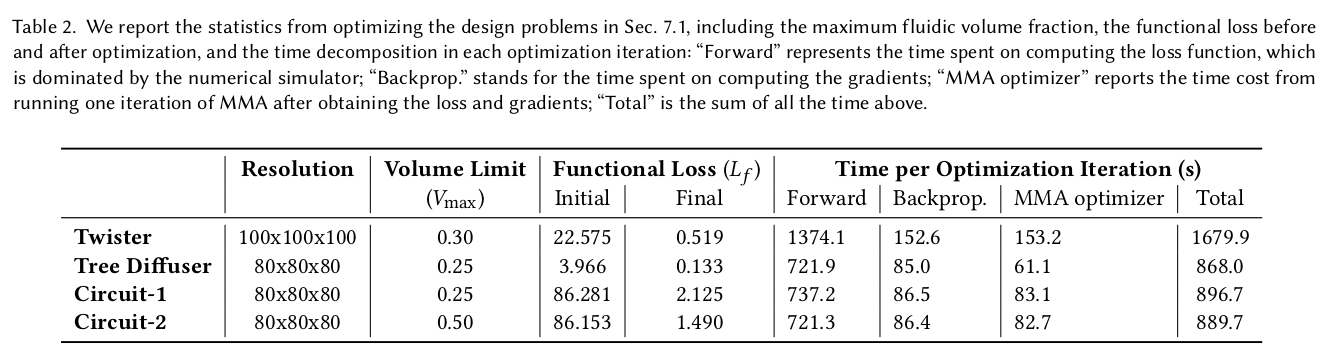 Table 2. We report the statistics from optimizing the design problems in Sec. 7.1, including the maximum fluidic volume fraction, the functional loss before
and after optimization, and the time decomposition in each optimization iteration: “Forward” represents the time spent on computing the loss function, which
is dominated by the numerical simulator; “Backprop.” stands for the time spent on computing the gradients; “MMA optimizer” reports the time cost from
running one iteration of MMA after obtaining the loss and gradients; “Total” is the sum of all the time above.
Resolution Volume Limit Functional Loss (L_f) Time per Optimization Iteration (s)
(V_max) Initial Final Forward Backprop. MMA optimizer Total
Twister 100x100x100 0.30 22.575 0.519 1374.1 152.6 153.2 1679.9
Tree Diffuser 80x80x80 0.25 3.966 0.133 721.9 85.0 61.1 868.0
Circuit-1 80x80x80 0.25 86.281 2.125 737.2 86.5 83.1 896.7
Circuit-2 80x80x80 0.50 86.153 1.490 721.3 86.4 82.7 889.7